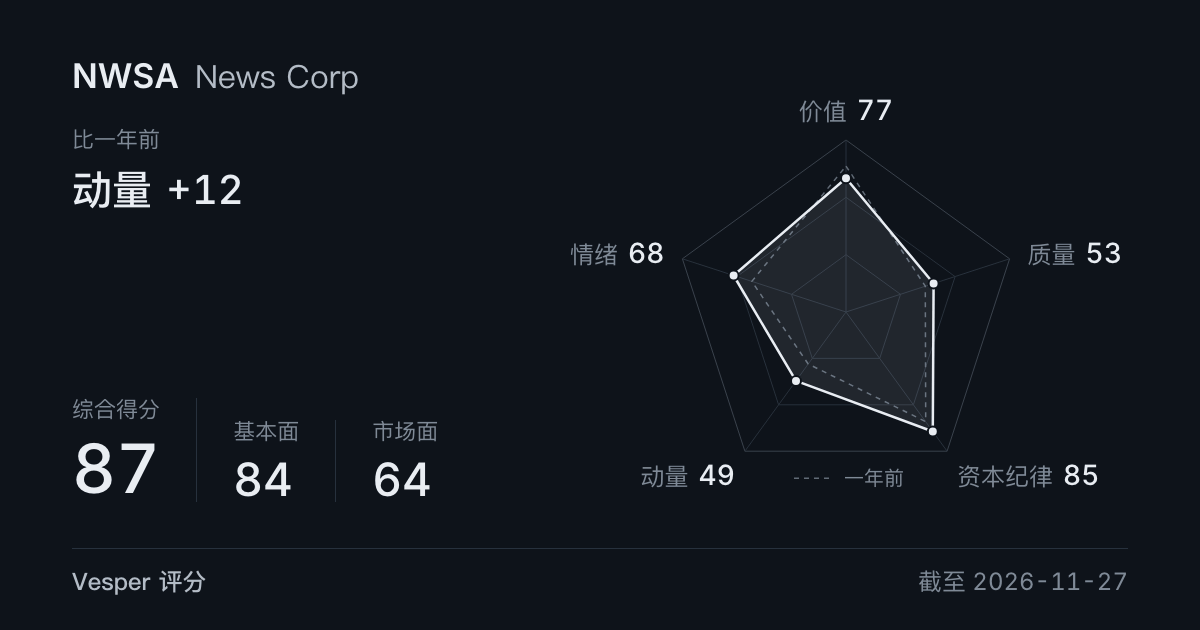 NWSA News Corp
比一年前
动量 +12
价值 77
情绪 68
质量 53
动量 49
---- 一年前
资本纪律 85
综合得分
87
基本面
84
市场面
64
Vesper 评分
截至 2026-11-27